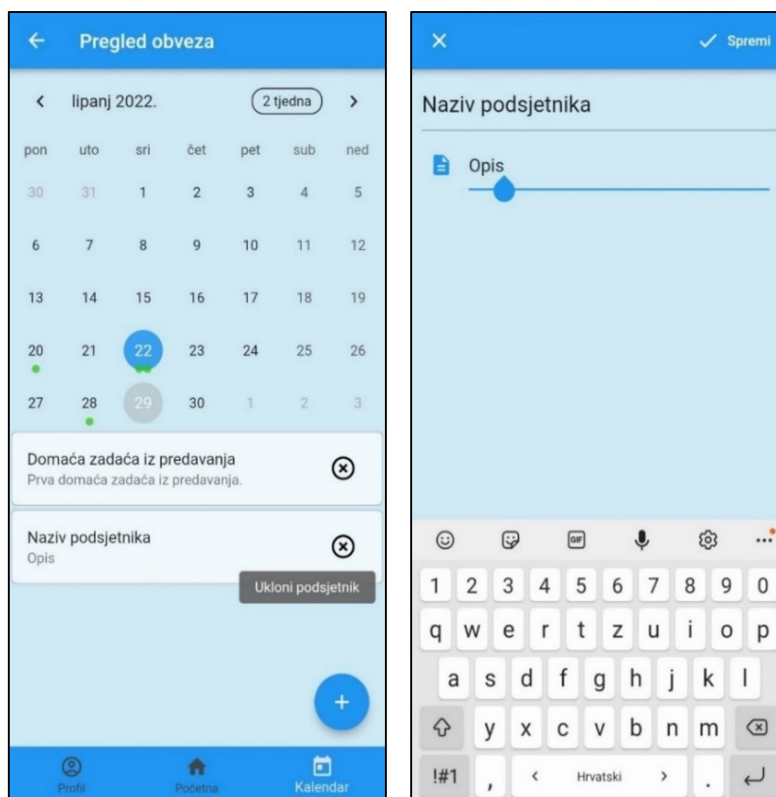 Pregled obveza
lipanj 2022.
2 tjedna
pon uto sri čet pet sub ned
30 31 1 2 3 4 5
6 7 8 9 10 11 12
13 14 15 16 17 18 19
20 21 22 23 24 25 26
27 28 29 30 1 2 3
Domaća zadaća iz predavanja
Prva domaća zadaća iz predavanja.
Naziv podsjetnika
Opis
Ukloni podsjetnik
+
Profil Početna Kalendar
Spremi
Naziv podsjetnika
Opis
GIF
1 2 3 4 5 6 7 8 9 0
q w e r t z u i o p
a s d f g h j k l
y x c v b n m
!#1 , < Hrvatski > .